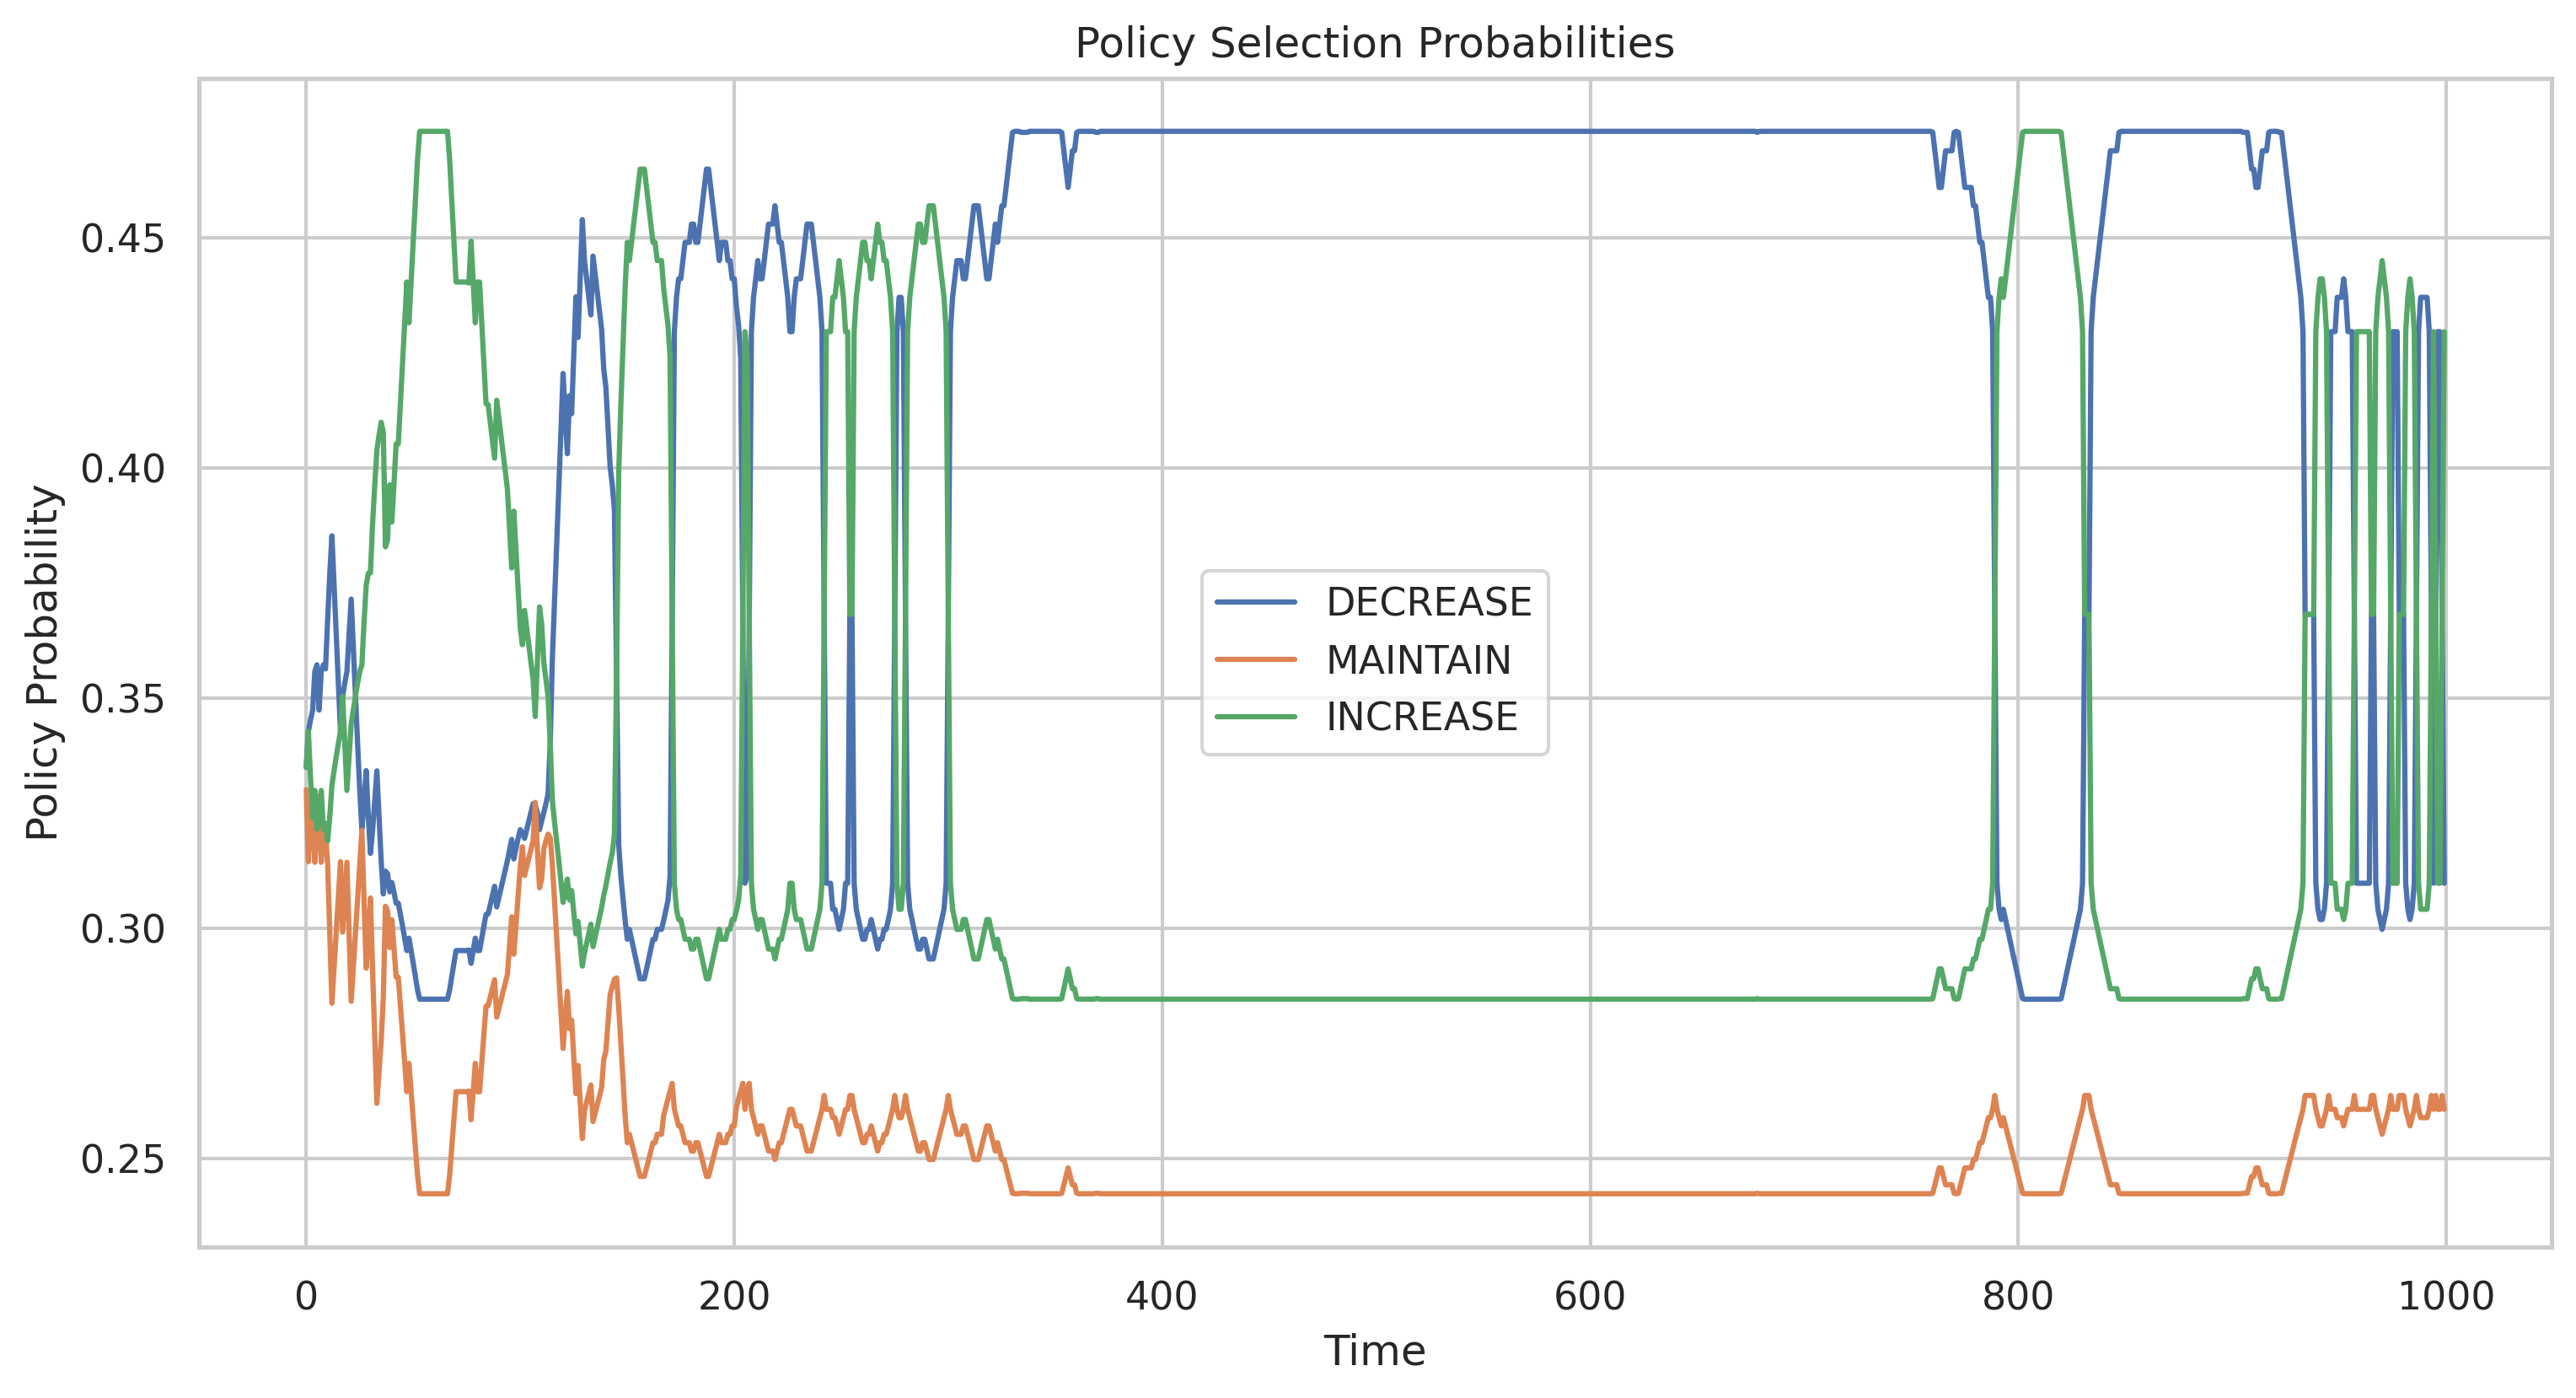 Policy Selection Probabilities
Policy Probability
0.45
0.40
0.35
0.30
0.25
DECREASE
MAINTAIN
INCREASE
0 200 400 600 800 1000
Time